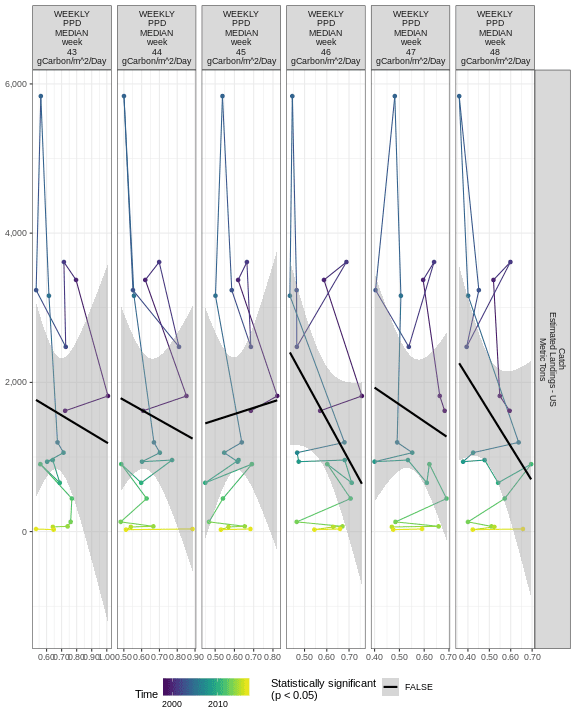 WEEKLY
PPD
MEDIAN
week
43
gCarbon/m^2/Day
WEEKLY
PPD
MEDIAN
week
44
gCarbon/m^2/Day
WEEKLY
PPD
MEDIAN
week
45
gCarbon/m^2/Day
WEEKLY
PPD
MEDIAN
week
46
gCarbon/m^2/Day
WEEKLY
PPD
MEDIAN
week
47
gCarbon/m^2/Day
WEEKLY
PPD
MEDIAN
week
48
gCarbon/m^2/Day
6,000
4,000
2,000
0
Catch
Estimated Landings - US
Metric Tons
0.60 0.70 0.80 0.90 1.00
0.50 0.60 0.70 0.80 0.90
0.50 0.60 0.70 0.80
0.50 0.60 0.70
0.40 0.50 0.60 0.70
0.40 0.50 0.60 0.70
Time
2000 2010
Statistically significant
(p < 0.05)
FALSE